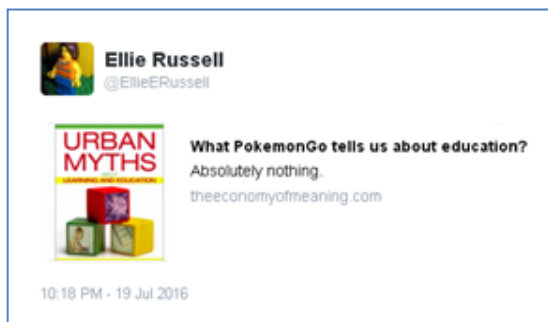 Ellie Russell
@EllieERussell
URBAN
MYTHS
LEARNING AND EDUCATION
What PokemonGo tells us about education?
Absolutely nothing.
theeconomyofmeaning.com
10:18 PM - 19 Jul 2016